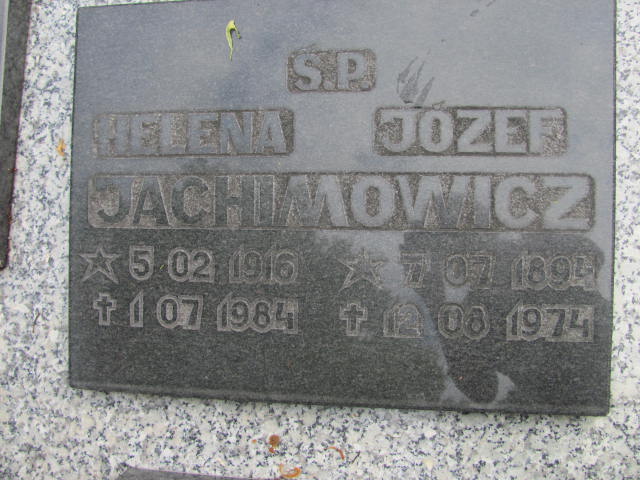 S.P.
HELENA JÓZEF
JACHIMOWICZ
5 02 1916 7 07 1894
1 07 1984 12 08 1974